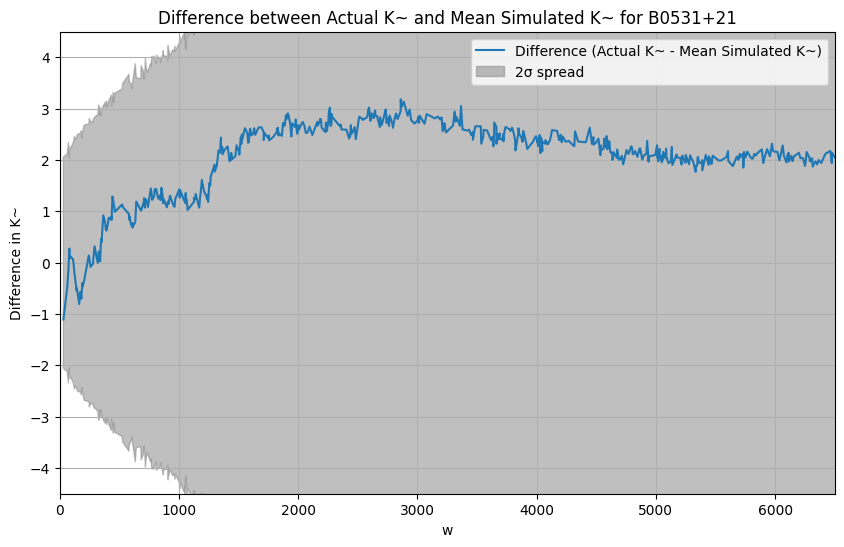 Difference between Actual K~ and Mean Simulated K~ for B0531+21
Difference (Actual K~ - Mean Simulated K~)
2σ spread
Difference in K~
4
3
2
1
0
−1
−2
−3
−4
0 1000 2000 3000 4000 5000 6000
w